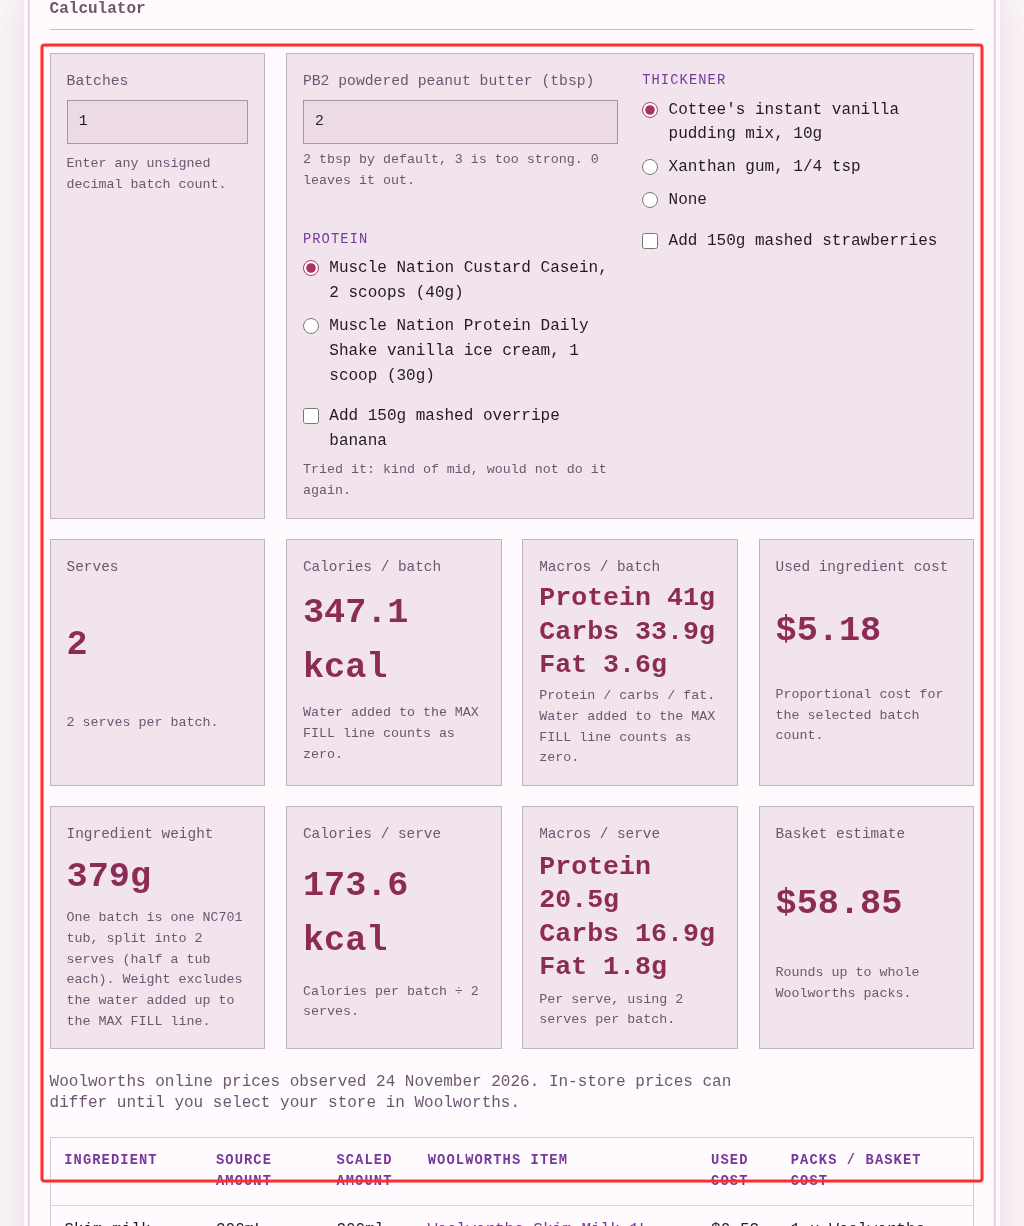 Calculator
Batches
1
Enter any unsigned
decimal batch count.
PB2 powdered peanut butter (tbsp)
2
2 tbsp by default, 3 is too strong. 0
leaves it out.
PROTEIN
Muscle Nation Custard Casein,
2 scoops (40g)
Muscle Nation Protein Daily
Shake vanilla ice cream, 1
scoop (30g)
Add 150g mashed overripe
banana
Tried it: kind of mid, would not do it
again.
THICKENER
Cottee's instant vanilla
pudding mix, 10g
Xanthan gum, 1/4 tsp
None
Add 150g mashed strawberries
Serves
2
2 serves per batch.
Calories / batch
347.1
kcal
Water added to the MAX
FILL line counts as
zero.
Macros / batch
Protein 41g
Carbs 33.9g
Fat 3.6g
Protein / carbs / fat.
Water added to the MAX
FILL line counts as
zero.
Used ingredient cost
$5.18
Proportional cost for
the selected batch
count.
Ingredient weight
379g
One batch is one NC701
tub, split into 2
serves (half a tub
each). Weight excludes
the water added up to
the MAX FILL line.
Calories / serve
173.6
kcal
Calories per batch ÷ 2
serves.
Macros / serve
Protein
20.5g
Carbs 16.9g
Fat 1.8g
Per serve, using 2
serves per batch.
Basket estimate
$58.85
Rounds up to whole
Woolworths packs.
Woolworths online prices observed 24 November 2026. In-store prices can
differ until you select your store in Woolworths.
INGREDIENT
SOURCE
AMOUNT
SCALED
AMOUNT
WOOLWORTHS ITEM
USED
COST
PACKS / BASKET
COST